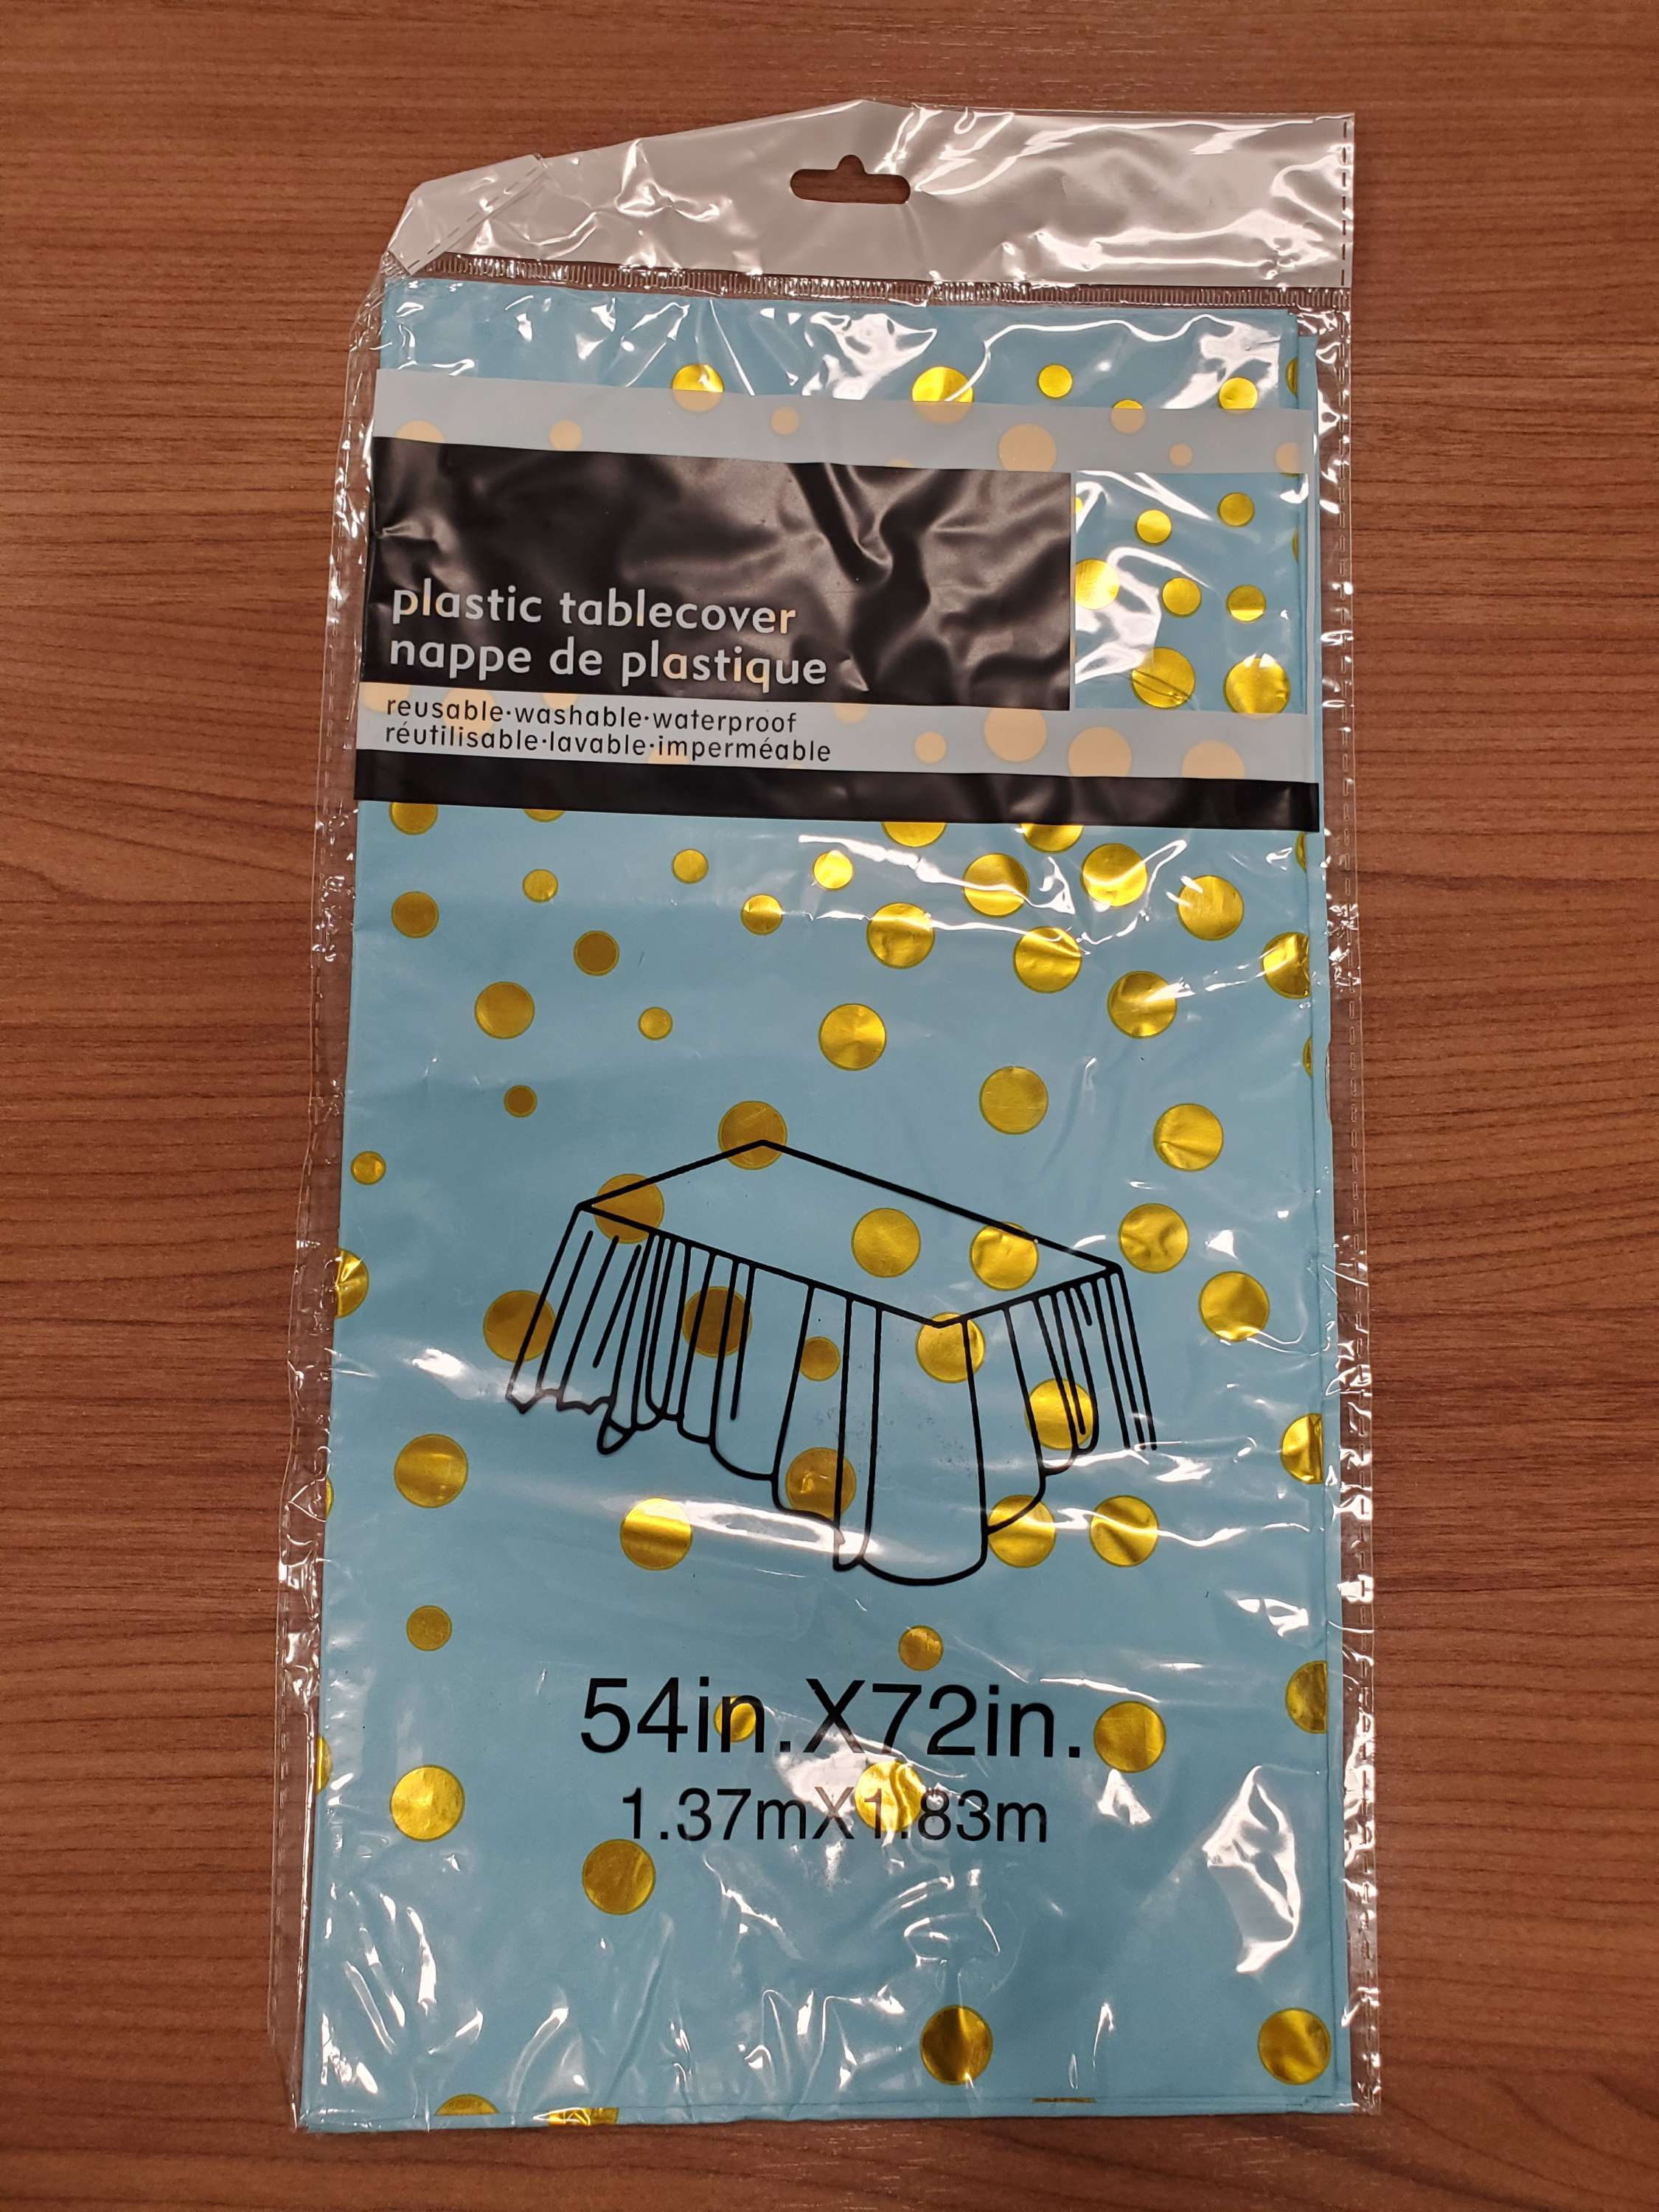 plastic tablecover
nappe de plastique
reusable·washable·waterproof
réutilisable·lavable·imperméable
54in.X72in.
1.37mX1.83m